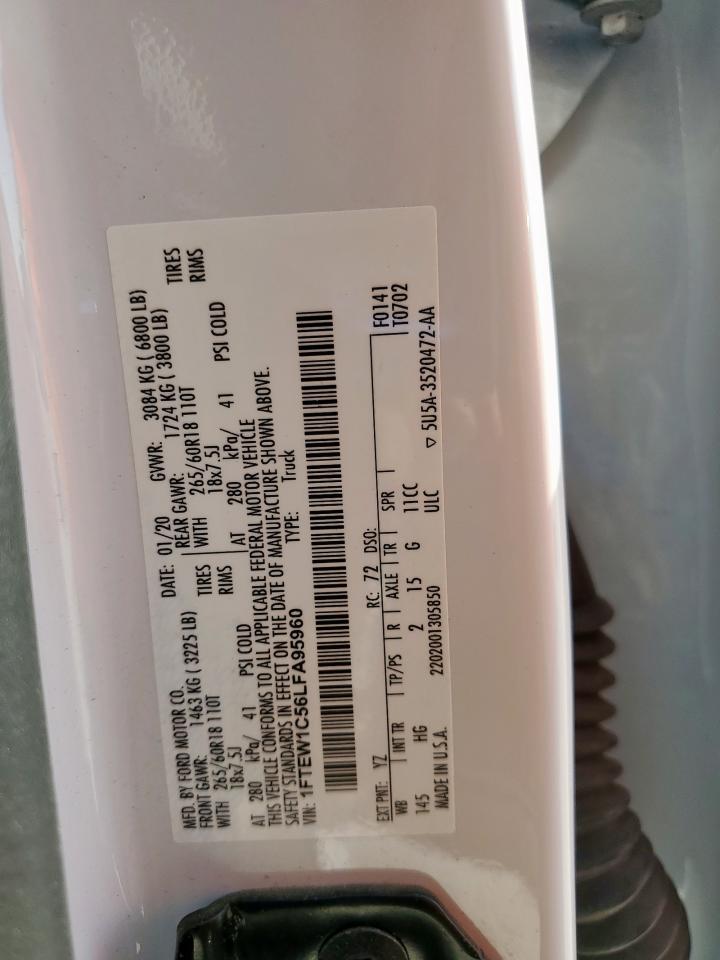 MFD. BY FORD MOTOR CO. DATE: 01/20 GVWR: 3084 KG ( 6800 LB)
FRONT GAWR: 1463 KG ( 3225 LB) REAR GAWR: 1724 KG ( 3800 LB)
WITH 265/60R18 110T TIRES WITH 265/60R18 110T TIRES
18x7.5J RIMS 18x7.5J RIMS
AT 280 kPa/ 41 PSI COLD AT 280 kPa/ 41 PSI COLD
THIS VEHICLE CONFORMS TO ALL APPLICABLE FEDERAL MOTOR VEHICLE
SAFETY STANDARDS IN EFFECT ON THE DATE OF MANUFACTURE SHOWN ABOVE.
VIN: 1FTEW1C56LFA95960 TYPE: Truck
F0141
T0702
EXT PNT: YZ RC: 72 DSO:
WB INT TR TP/PS R AXLE TR SPR
145 HG 2 15 G 11CC
MADE IN U.S.A. 2202001305850 ULC ▽ 5U5A-3520472-AA